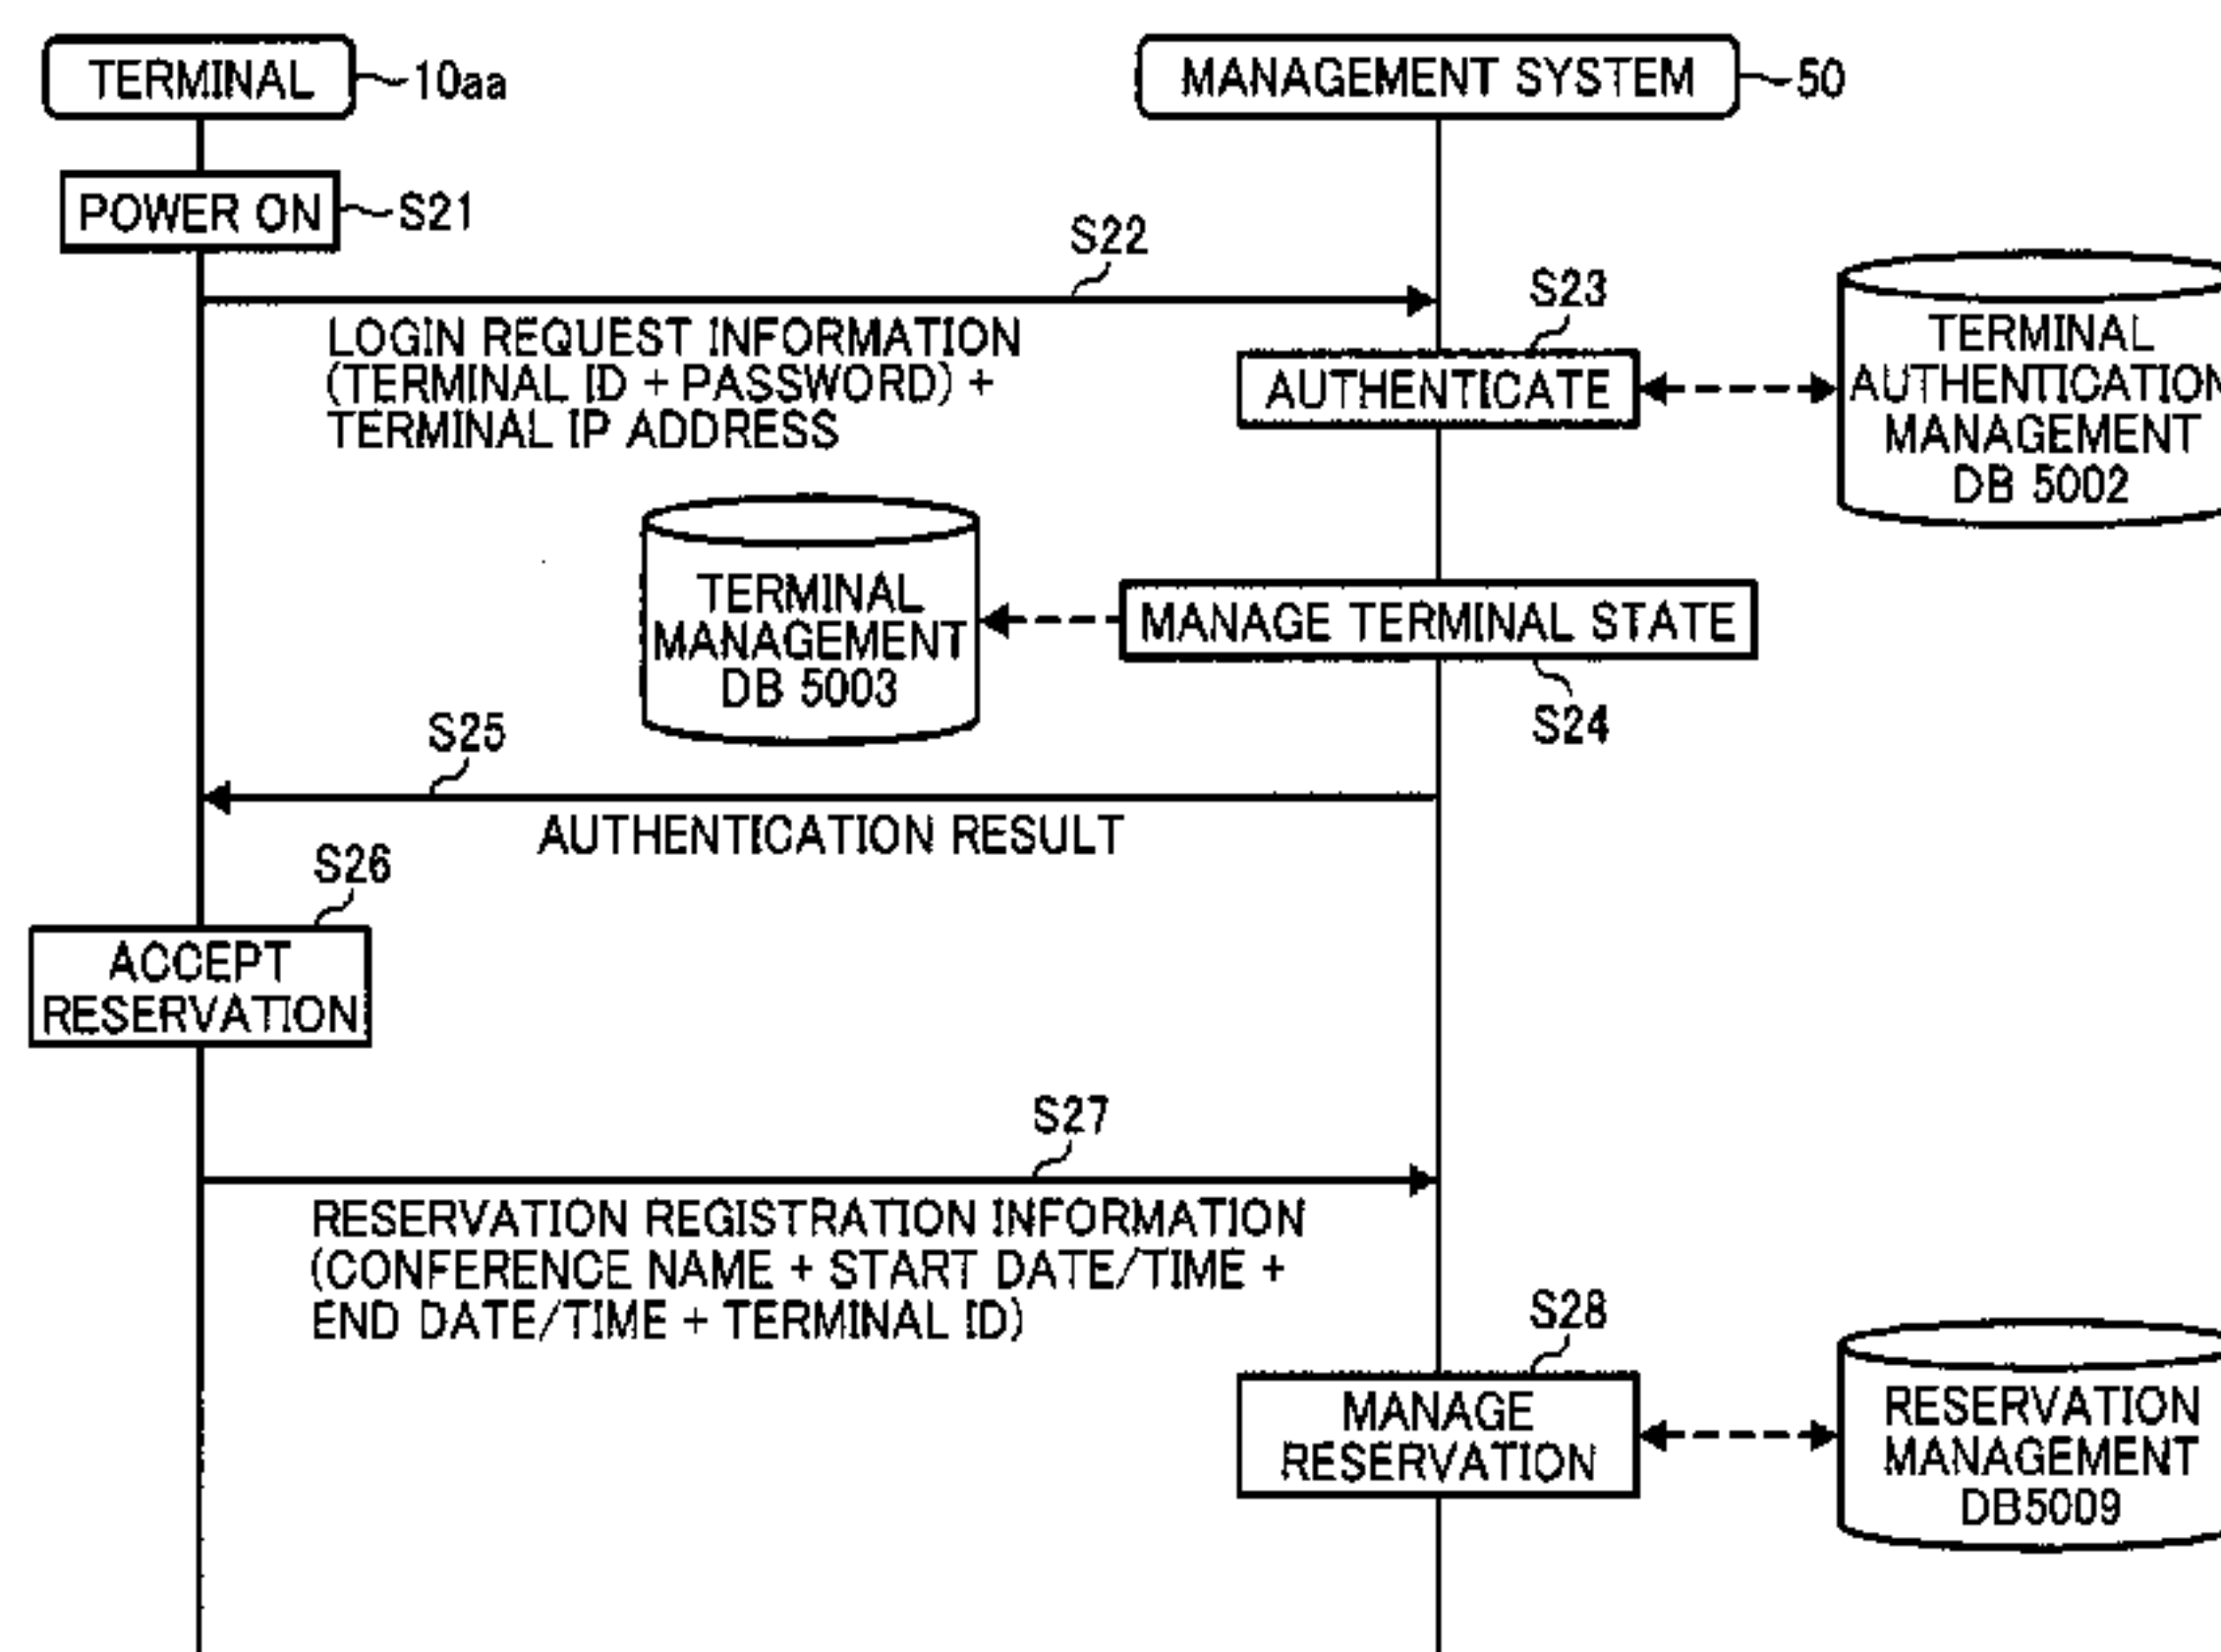 TERMINAL
10aa
MANAGEMENT SYSTEM
50
POWER ON
S21
S22
LOGIN REQUEST INFORMATION
(TERMINAL ID + PASSWORD) +
TERMINAL IP ADDRESS
S23
AUTHENTICATE
TERMINAL
AUTHENTICATION
MANAGEMENT
DB 5002
TERMINAL
MANAGEMENT
DB 5003
MANAGE TERMINAL STATE
S24
S25
AUTHENTICATION RESULT
S26
ACCEPT
RESERVATION
S27
RESERVATION REGISTRATION INFORMATION
(CONFERENCE NAME + START DATE/TIME +
END DATE/TIME + TERMINAL ID)
S28
MANAGE
RESERVATION
RESERVATION
MANAGEMENT
DB5009